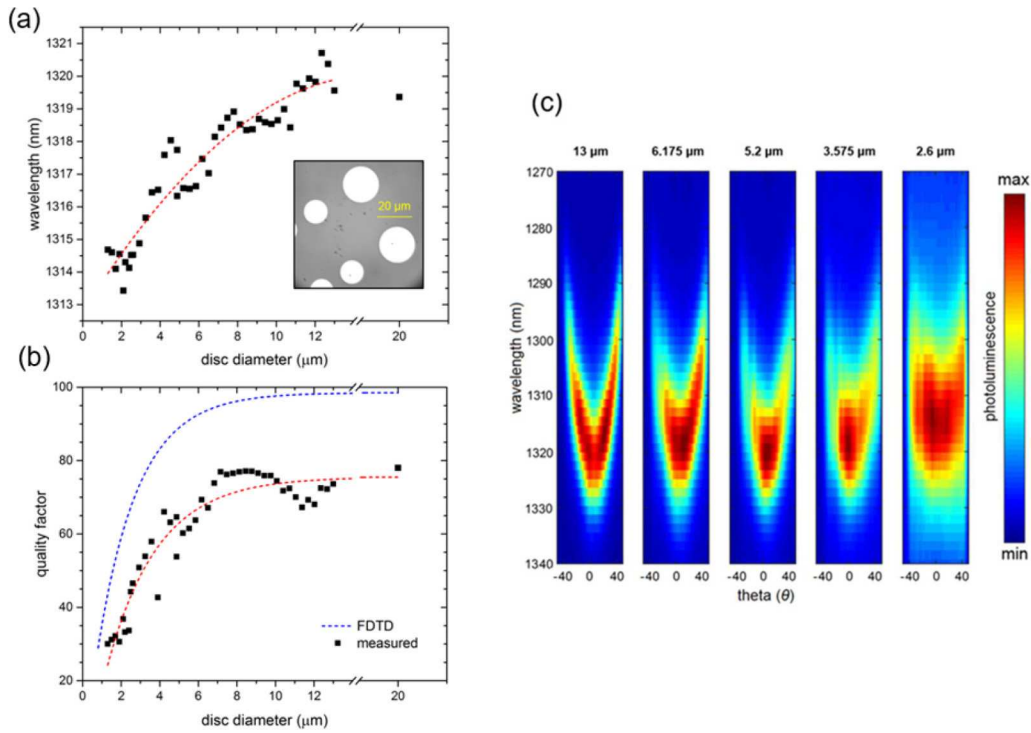 (a)
1321
1320
1319
1318
1317
1316
1315
1314
1313
wavelength (nm)
20 μm
0 2 4 6 8 10 12 20
disc diameter (μm)
(b)
100
80
60
40
20
quality factor
FDTD
measured
0 2 4 6 8 10 12 20
disc diameter (μm)
(c)
13 μm 6.175 μm 5.2 μm 3.575 μm 2.6 μm
1270
1280
1290
1300
1310
1320
1330
1340
wavelength (nm)
-40 0 40 -40 0 40 -40 0 40 -40 0 40 -40 0 40
theta (θ)
max
photoluminescence
min